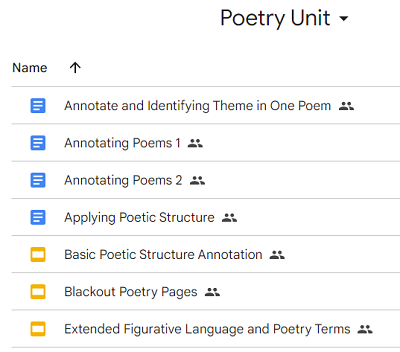 Poetry Unit
Name
Annotate and Identifying Theme in One Poem
Annotating Poems 1
Annotating Poems 2
Applying Poetic Structure
Basic Poetic Structure Annotation
Blackout Poetry Pages
Extended Figurative Language and Poetry Terms